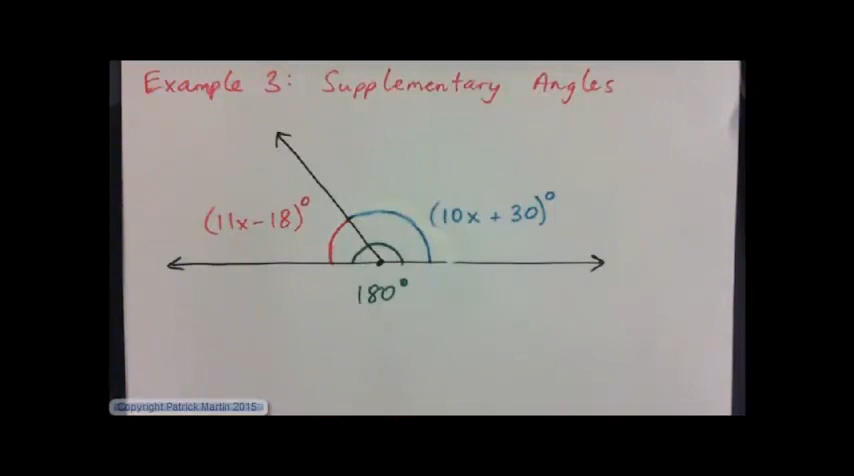 Example 3: Supplementary Angles
(11x-18)° (10x + 30)°
180°
Copyright Patrick Martin 2015